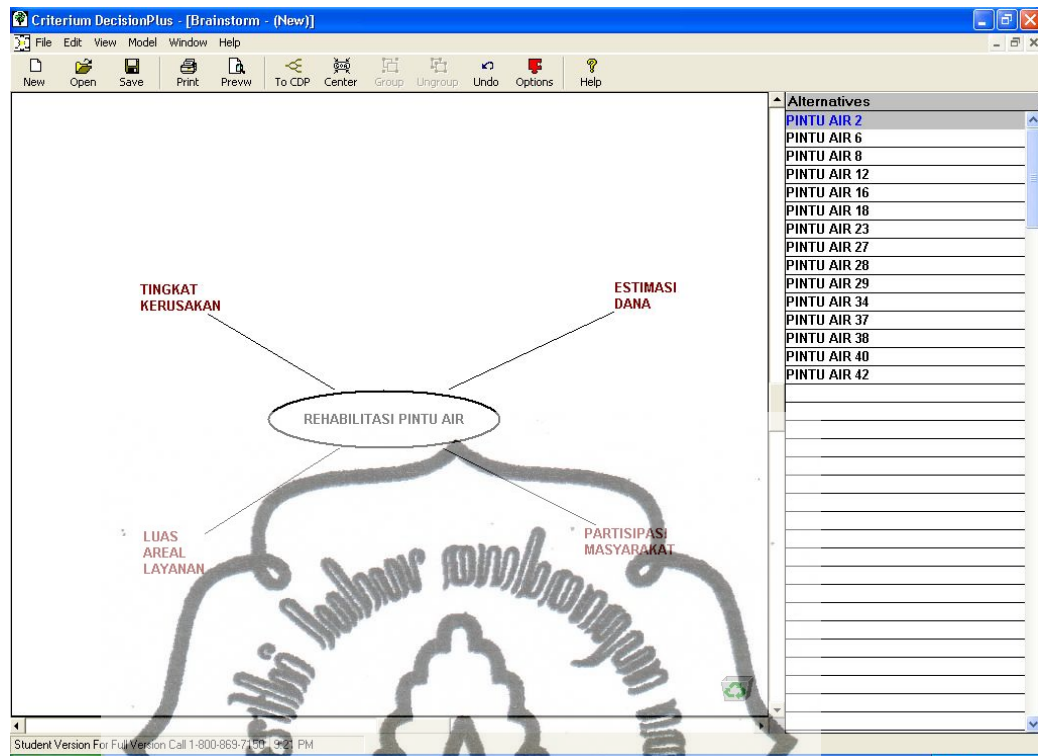 Criterium DecisionPlus - [Brainstorm - (New)]
File Edit View Model Window Help
New Open Save Print Prevw To CDP Center Group Ungroup Undo Options Help
TINGKAT
KERUSAKAN
ESTIMASI
DANA
REHABILITASI PINTU AIR
LUAS
AREAL
LAYANAN
PARTISIPASI
MASYARAKAT
Alternatives
PINTU AIR 2
PINTU AIR 6
PINTU AIR 8
PINTU AIR 12
PINTU AIR 16
PINTU AIR 18
PINTU AIR 23
PINTU AIR 27
PINTU AIR 28
PINTU AIR 29
PINTU AIR 34
PINTU AIR 37
PINTU AIR 38
PINTU AIR 40
PINTU AIR 42
Student Version For Full Version Call 1-800-869-7150 9:21 PM